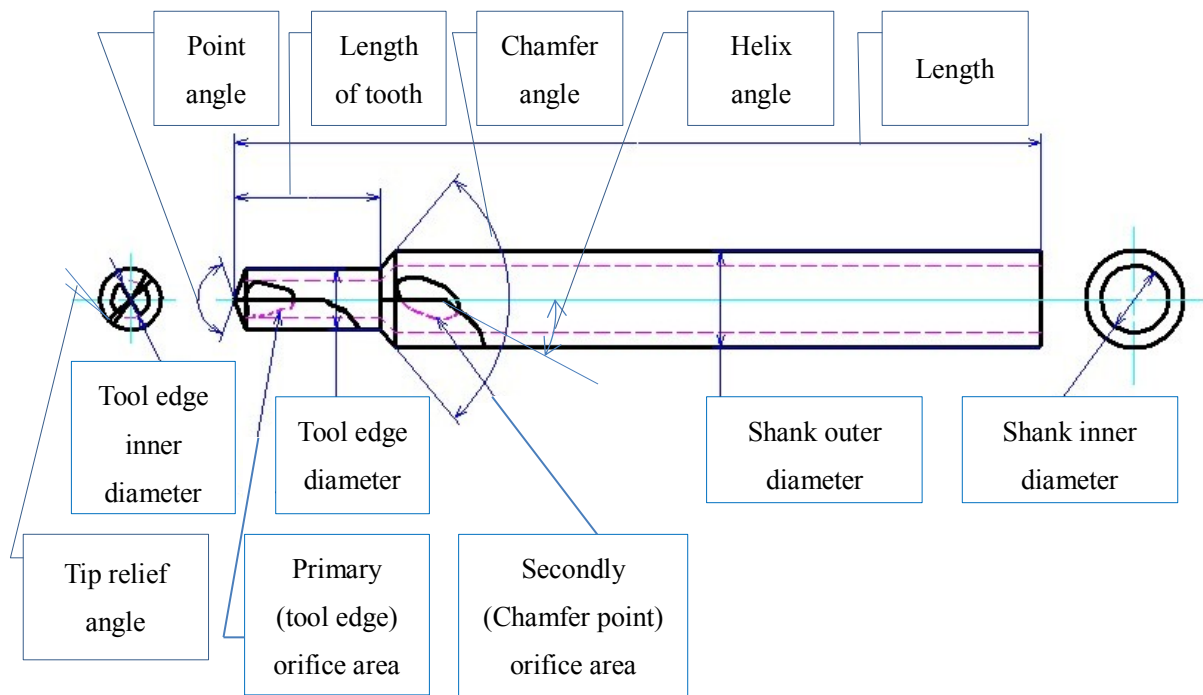 Point
angle
Length
of tooth
Chamfer
angle
Helix
angle
Length
Tool edge
inner
diameter
Tool edge
diameter
Shank outer
diameter
Shank inner
diameter
Tip relief
angle
Primary
(tool edge)
orifice area
Secondly
(Chamfer point)
orifice area